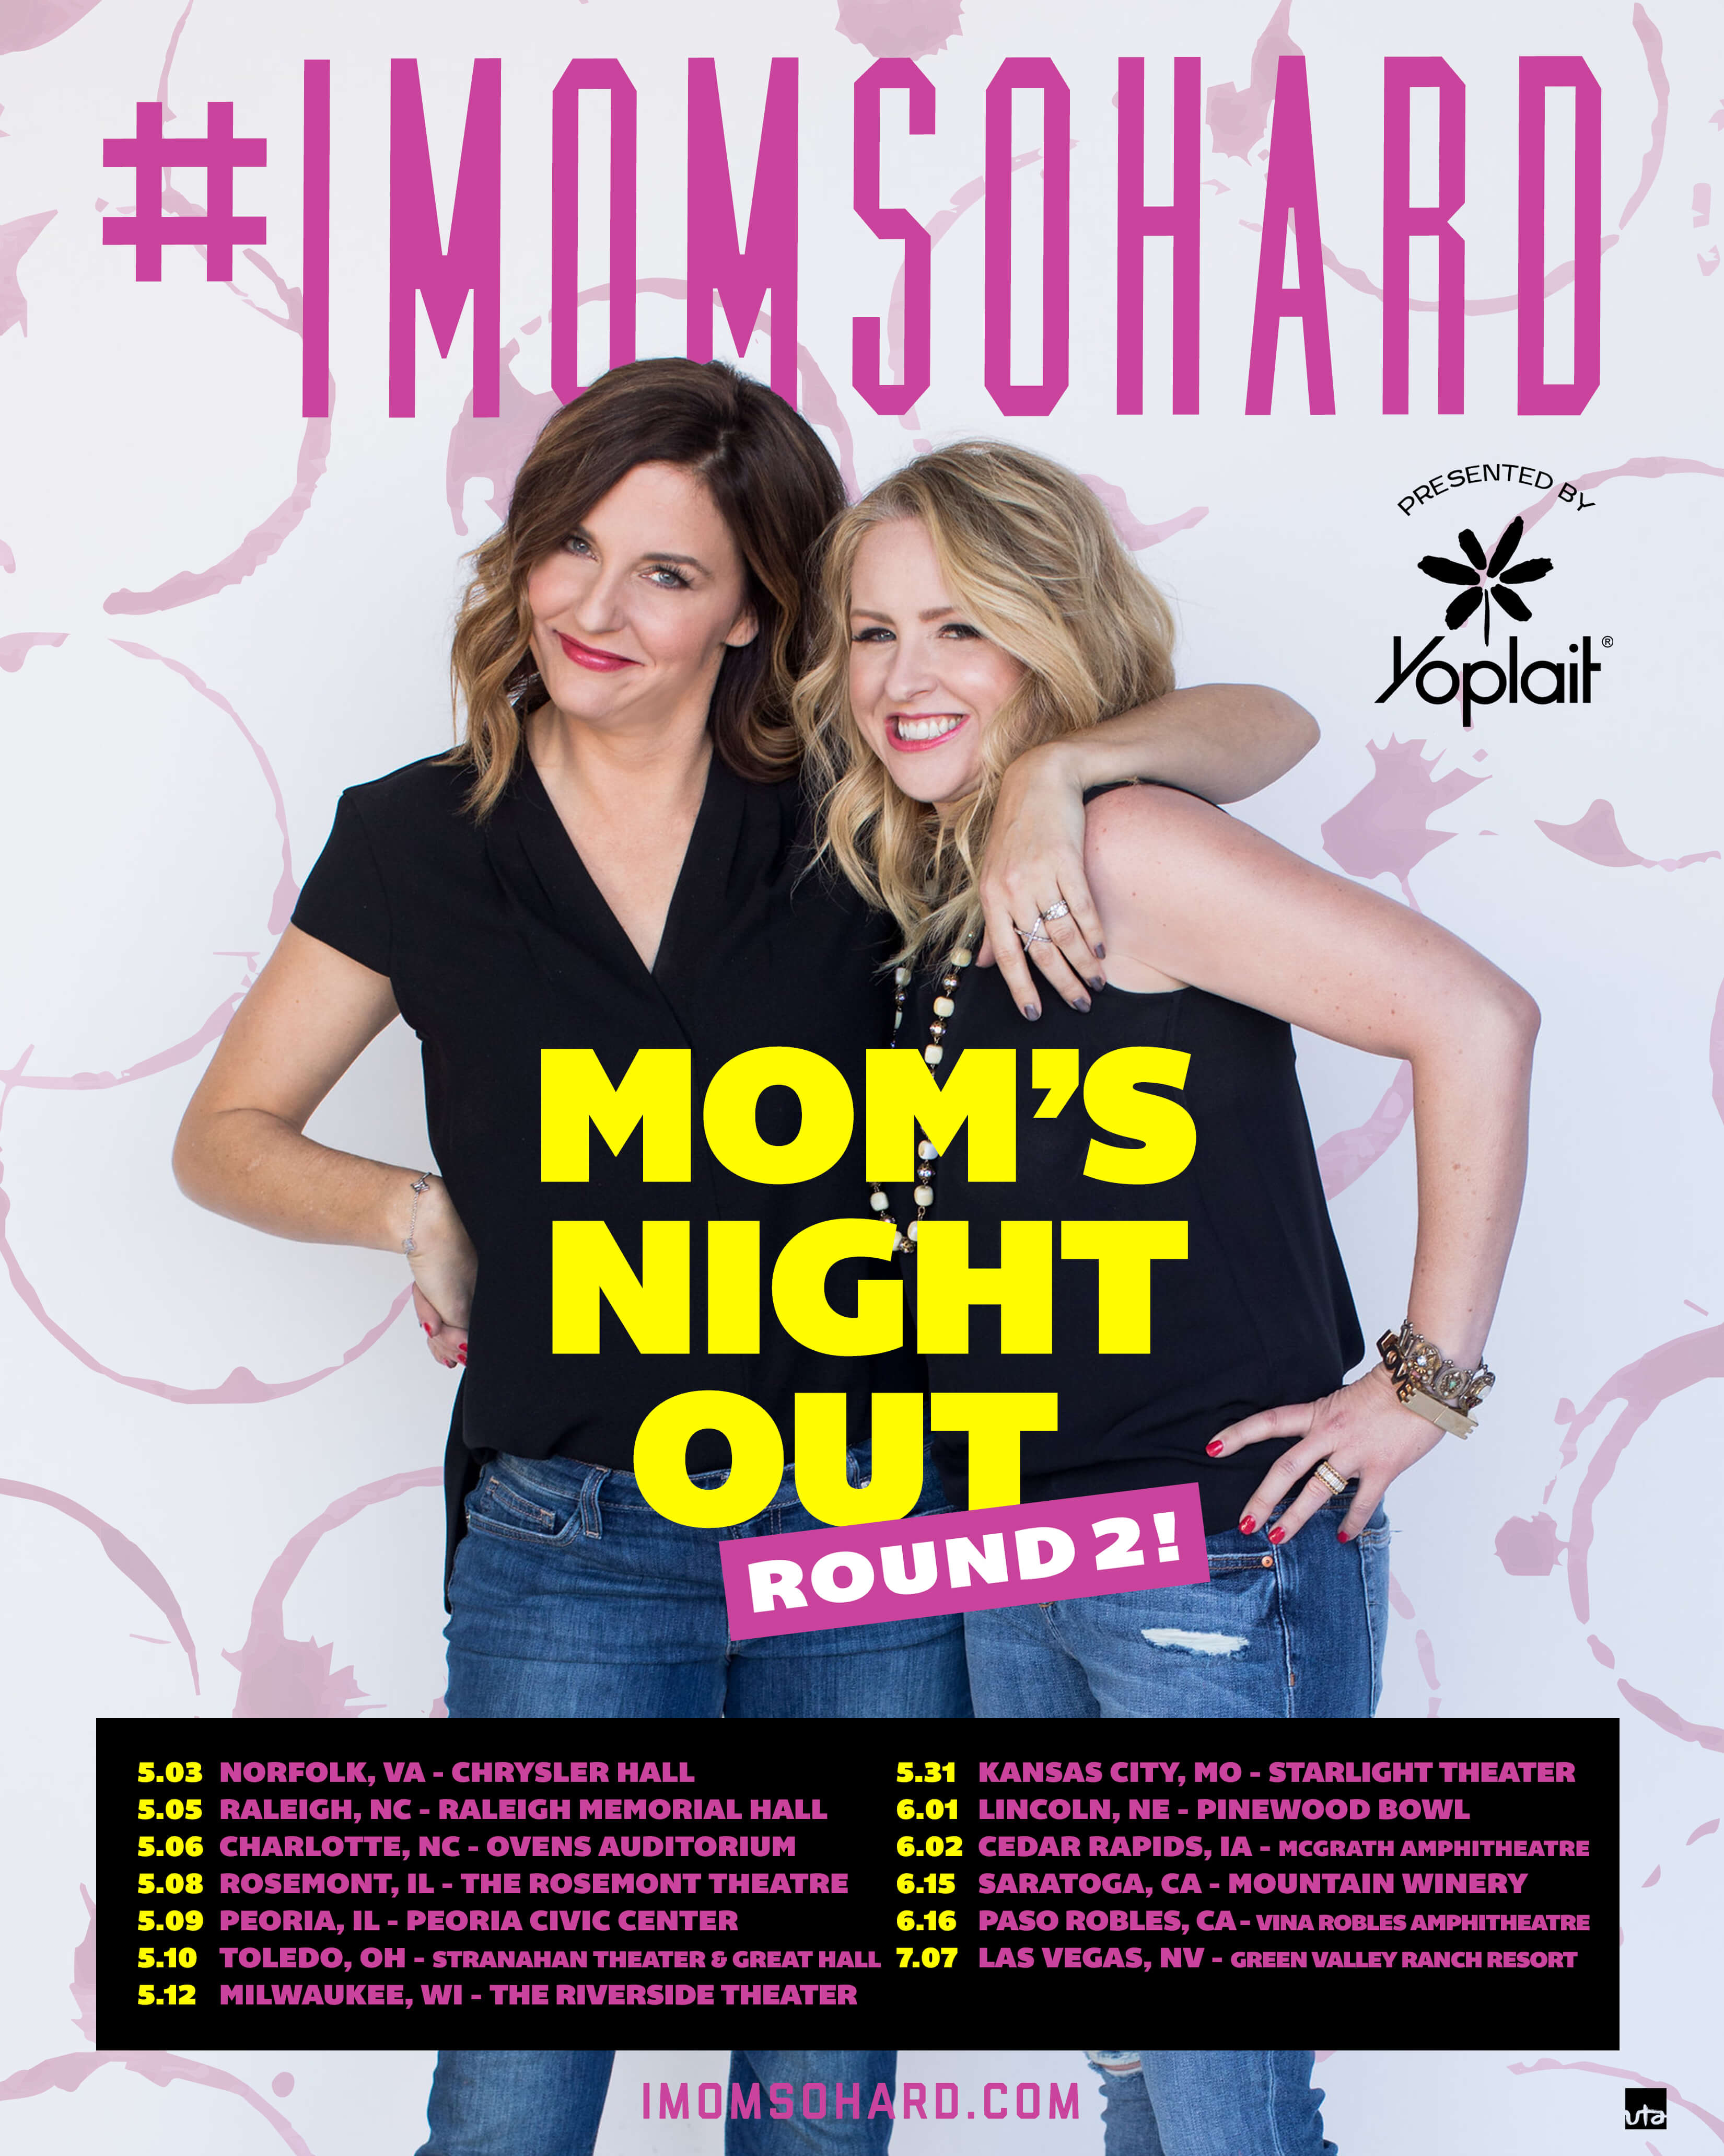 #IMOMSOHARD
PRESENTED BY
Yoplait®
LOVE
MOM'S
NIGHT
OUT
ROUND 2!
5.03 NORFOLK, VA - CHRYSLER HALL
5.05 RALEIGH, NC - RALEIGH MEMORIAL HALL
5.06 CHARLOTTE, NC - OVENS AUDITORIUM
5.08 ROSEMONT, IL - THE ROSEMONT THEATRE
5.09 PEORIA, IL - PEORIA CIVIC CENTER
5.10 TOLEDO, OH - STRANAHAN THEATER & GREAT HALL
5.12 MILWAUKEE, WI - THE RIVERSIDE THEATER
5.31 KANSAS CITY, MO - STARLIGHT THEATER
6.01 LINCOLN, NE - PINEWOOD BOWL
6.02 CEDAR RAPIDS, IA - MCGRATH AMPHITHEATRE
6.15 SARATOGA, CA - MOUNTAIN WINERY
6.16 PASO ROBLES, CA - VINA ROBLES AMPHITHEATRE
7.07 LAS VEGAS, NV - GREEN VALLEY RANCH RESORT
IMOMSOHARD.COM
uta